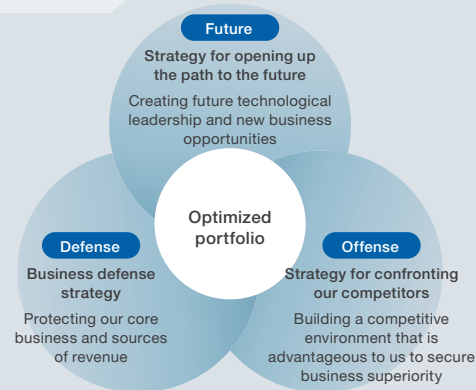 Future
Strategy for opening up
the path to the future
Creating future technological
leadership and new business
opportunities
Optimized
portfolio
Defense
Business defense
strategy
Protecting our core
business and sources
of revenue
Offense
Strategy for confronting
our competitors
Building a competitive
environment that is
advantageous to us to secure
business superiority